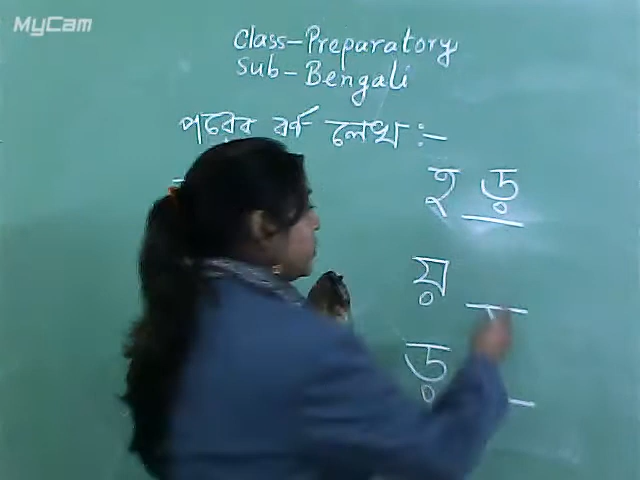 MyCam
Class-Preparatory
Sub-Bengali
পরের বর্ণ লেখ :-
হ ড়
য়
ড়